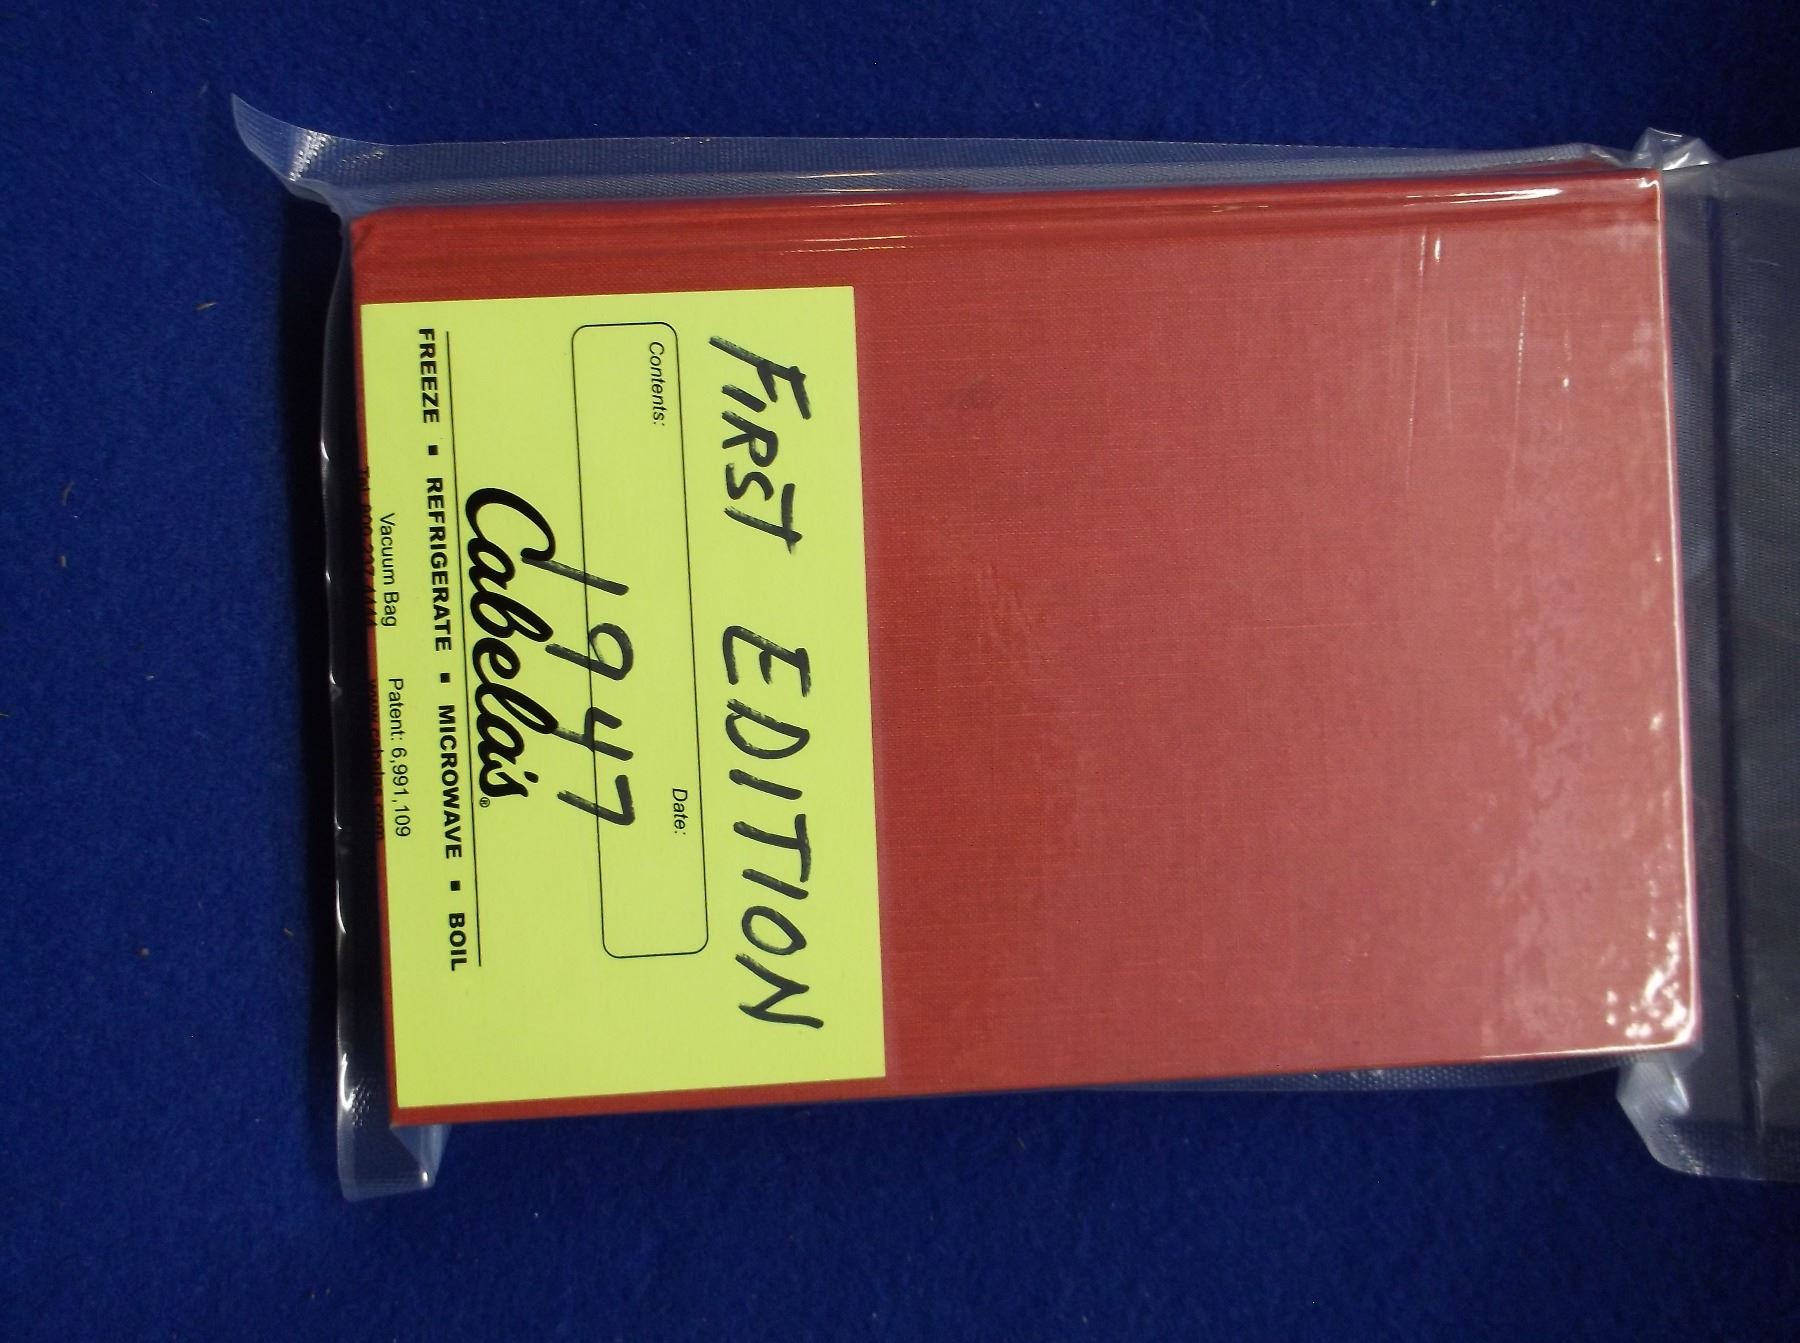 FIRST EDITION
Contents: Date:
1947
Cabela's®
FREEZE ▪ REFRIGERATE ▪ MICROWAVE ▪ BOIL
Vacuum Bag Patent: 6,991,109